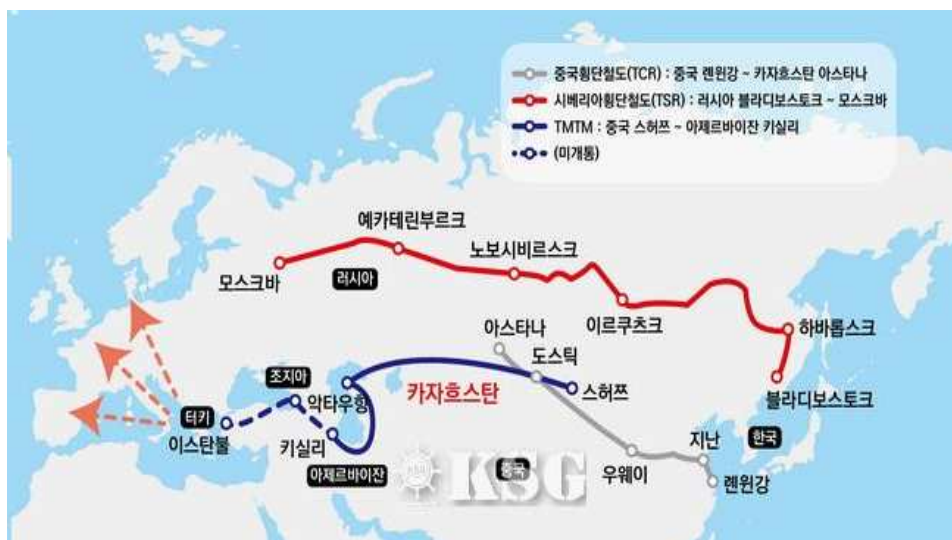 중국횡단철도(TCR) : 중국 롄윈강 ~ 카자흐스탄 아스타나
시베리아횡단철도(TSR) : 러시아 블라디보스토크 ~ 모스크바
TMTM : 중국 스허쯔 ~ 아제르바이잔 키실리
(미개통)
예카테린부르크
노보시비르스크
모스크바
러시아
이르쿠츠크
하바롭스크
아스타나
도스틱
조지아
악타우항
카자흐스탄
스허쯔
블라디보스토크
터키
이스탄불
키실리
지난
한국
아제르바이잔
중국
우웨이
롄윈강
KSG